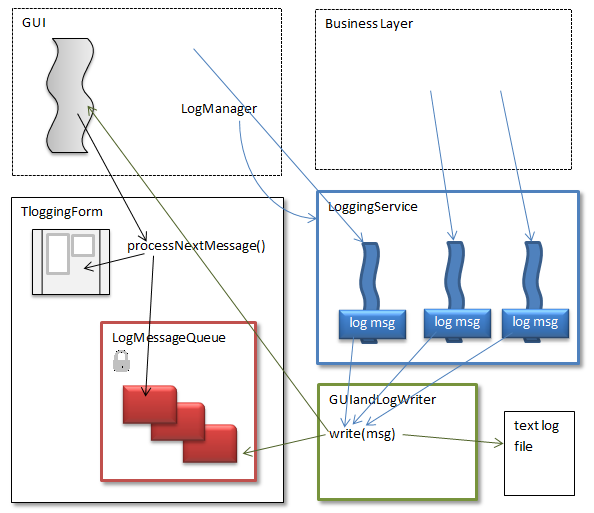 GUI
Business Layer
LogManager
TloggingForm
LoggingService
processNextMessage()
log msg
log msg
log msg
LogMessageQueue
GUIandLogWriter
write(msg)
text log
file